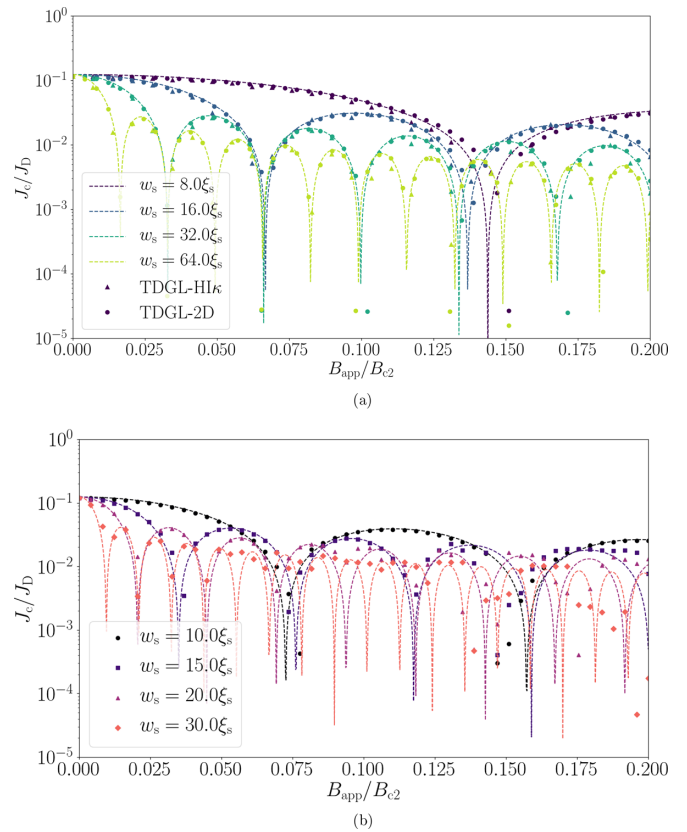 10⁰
10⁻¹
10⁻²
10⁻³
10⁻⁴
10⁻⁵
J_c/J_D
w_s = 8.0ξ_s
w_s = 16.0ξ_s
w_s = 32.0ξ_s
w_s = 64.0ξ_s
TDGL-HIκ
TDGL-2D
0.000 0.025 0.050 0.075 0.100 0.125 0.150 0.175 0.200
B_app/B_c2
(a)
10⁰
10⁻¹
10⁻²
10⁻³
10⁻⁴
10⁻⁵
J_c/J_D
w_s = 10.0ξ_s
w_s = 15.0ξ_s
w_s = 20.0ξ_s
w_s = 30.0ξ_s
0.000 0.025 0.050 0.075 0.100 0.125 0.150 0.175 0.200
B_app/B_c2
(b)